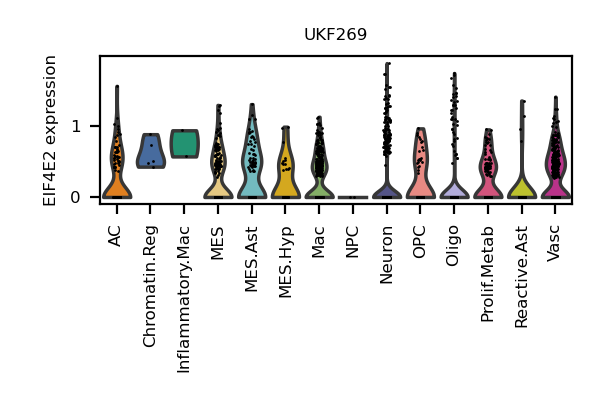 UKF269
EIF4E2 expression
1
0
AC
Chromatin.Reg
Inflammatory.Mac
MES
MES.Ast
MES.Hyp
Mac
NPC
Neuron
OPC
Oligo
Prolif.Metab
Reactive.Ast
Vasc